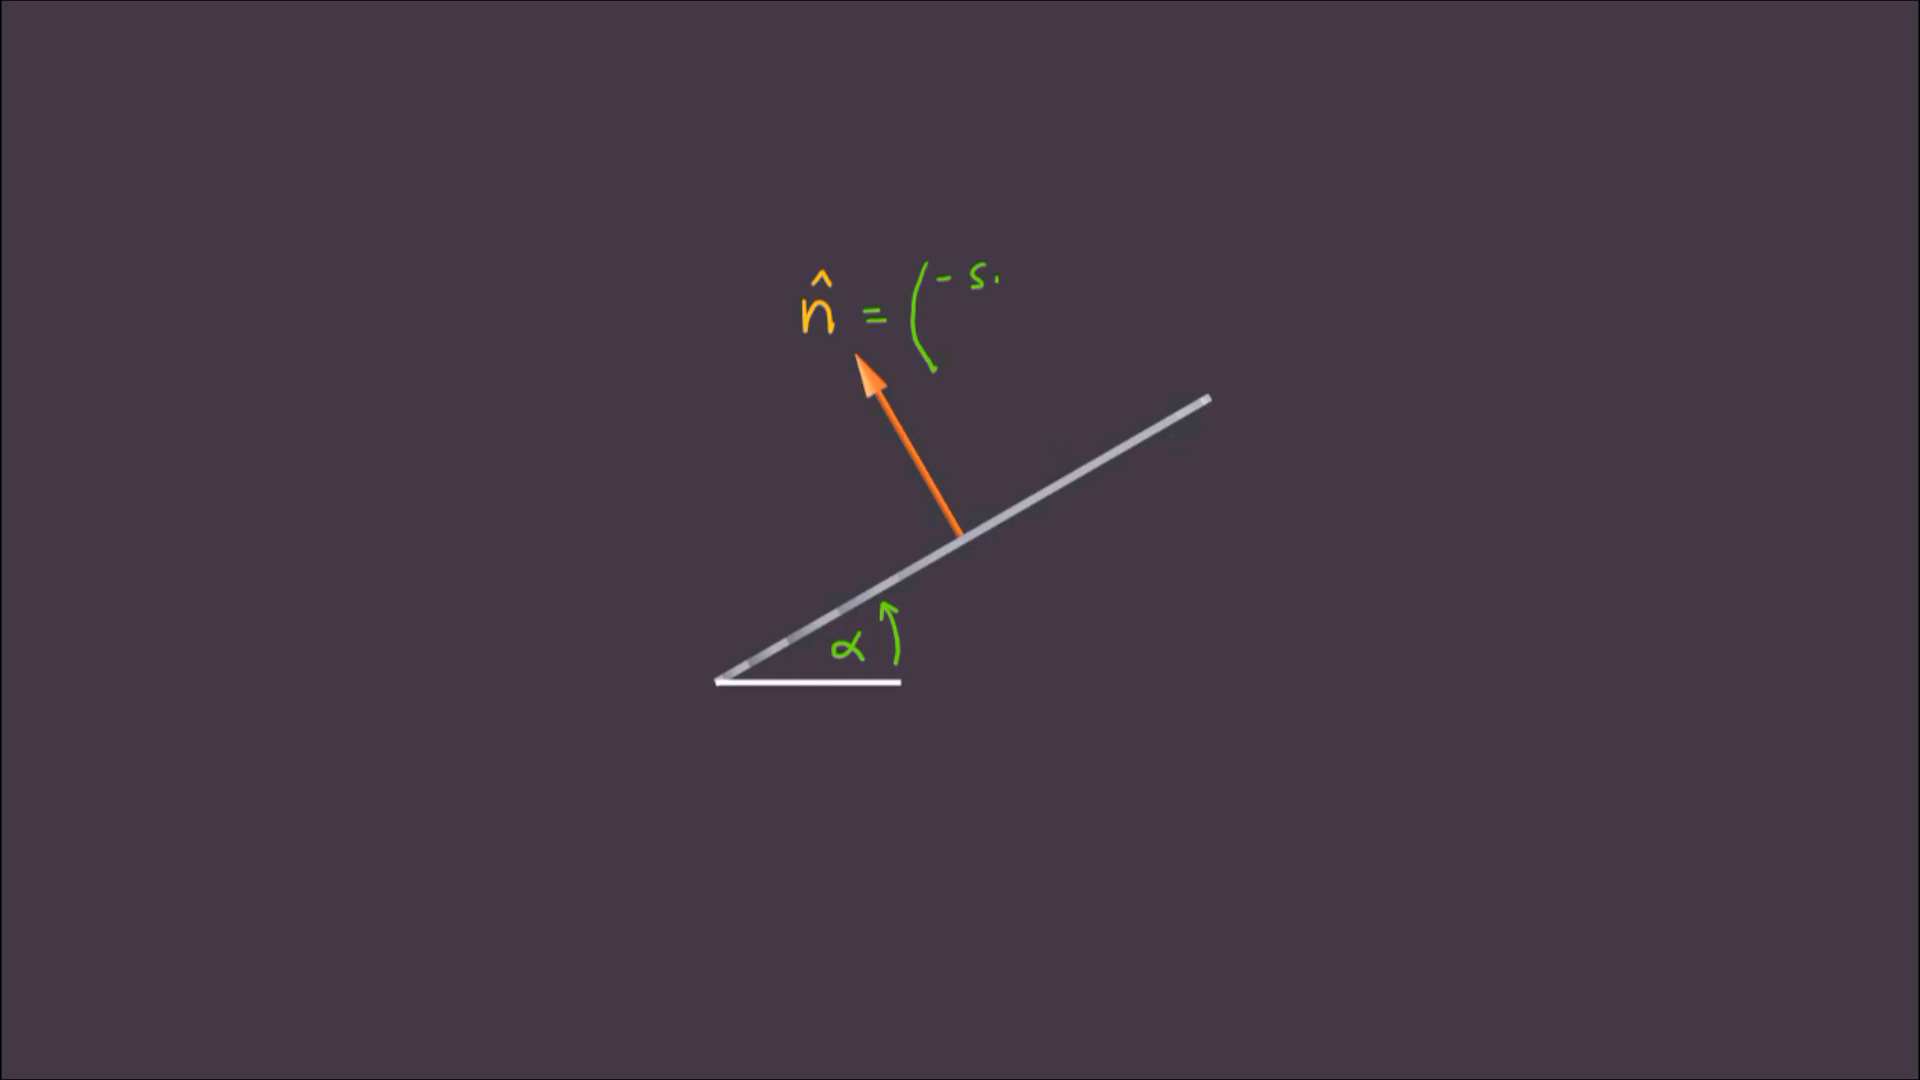 n̂ = ( - s.
α